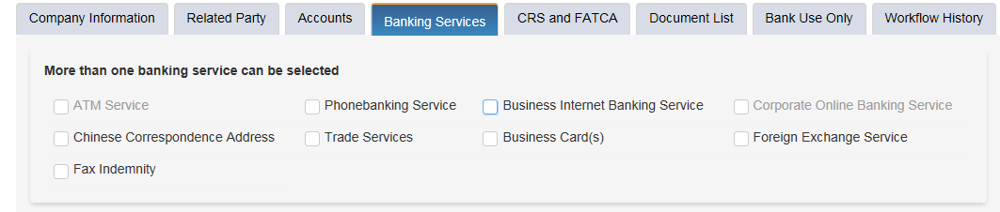 Company Information Related Party Accounts Banking Services CRS and FATCA Document List Bank Use Only Workflow History
More than one banking service can be selected
ATM Service Phonebanking Service Business Internet Banking Service Corporate Online Banking Service
Chinese Correspondence Address Trade Services Business Card(s) Foreign Exchange Service
Fax Indemnity